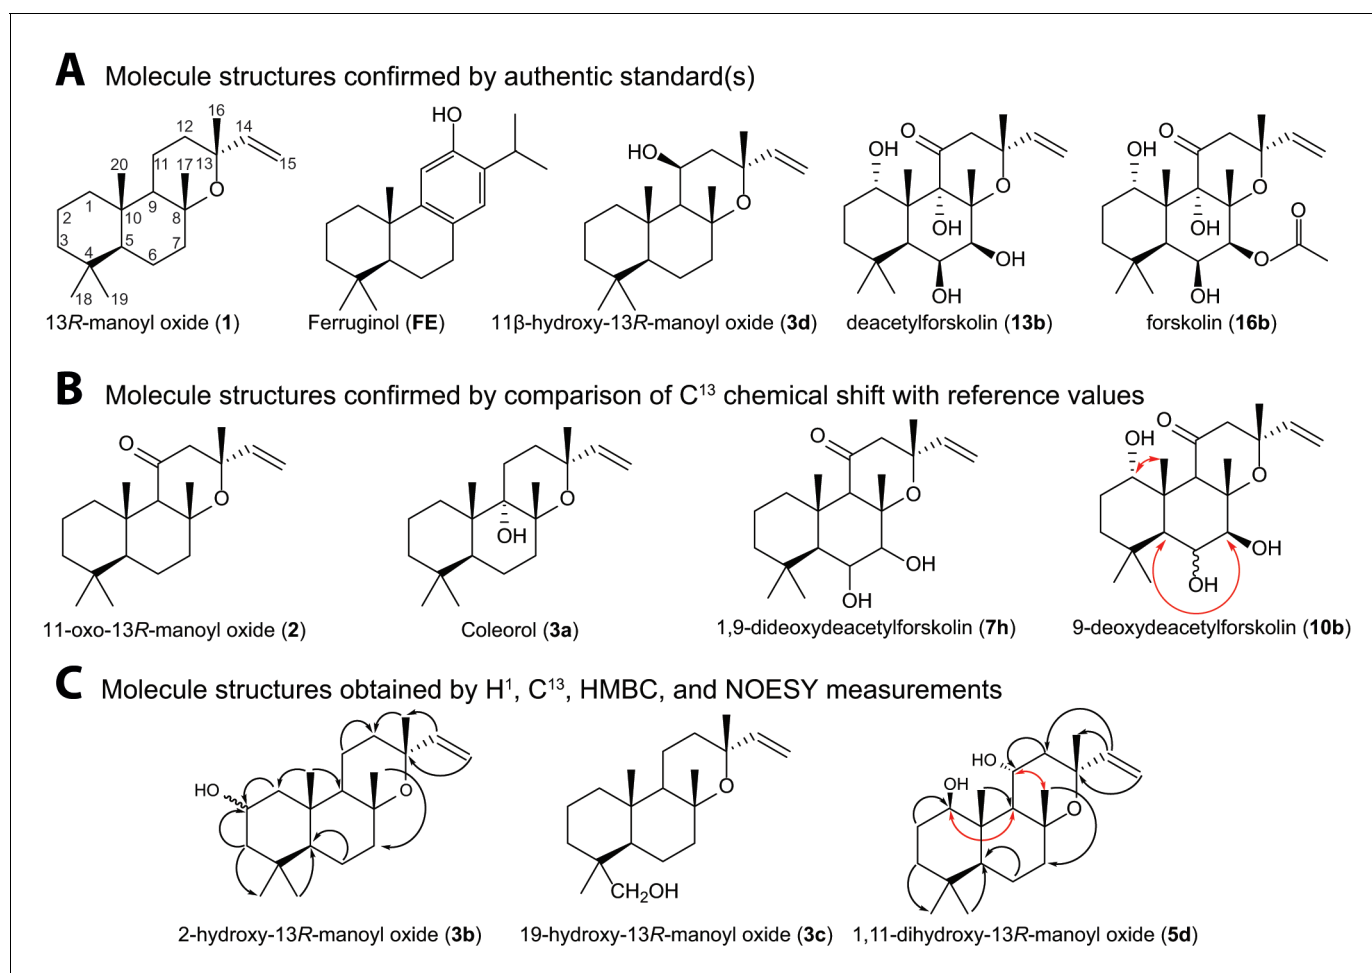 A Molecule structures confirmed by authentic standard(s)
16
12
14
20
11
17
13
15
O
1
9
2
10
8
3
5
7
4
6
18
19
HO
HO
O
OH
O
OH
OH
OH
O
OH
O
OH
O
O
OH
13R-manoyl oxide (1)
Ferruginol (FE)
11β-hydroxy-13R-manoyl oxide (3d)
deacetylforskolin (13b)
forskolin (16b)
B Molecule structures confirmed by comparison of C¹³ chemical shift with reference values
O
O
O
OH
O
O
OH
OH
O
OH
O
OH
OH
11-oxo-13R-manoyl oxide (2)
Coleorol (3a)
1,9-dideoxydeacetylforskolin (7h)
9-deoxydeacetylforskolin (10b)
C Molecule structures obtained by H¹, C¹³, HMBC, and NOESY measurements
HO
O
O
CH₂OH
HO
OH
O
2-hydroxy-13R-manoyl oxide (3b)
19-hydroxy-13R-manoyl oxide (3c)
1,11-dihydroxy-13R-manoyl oxide (5d)